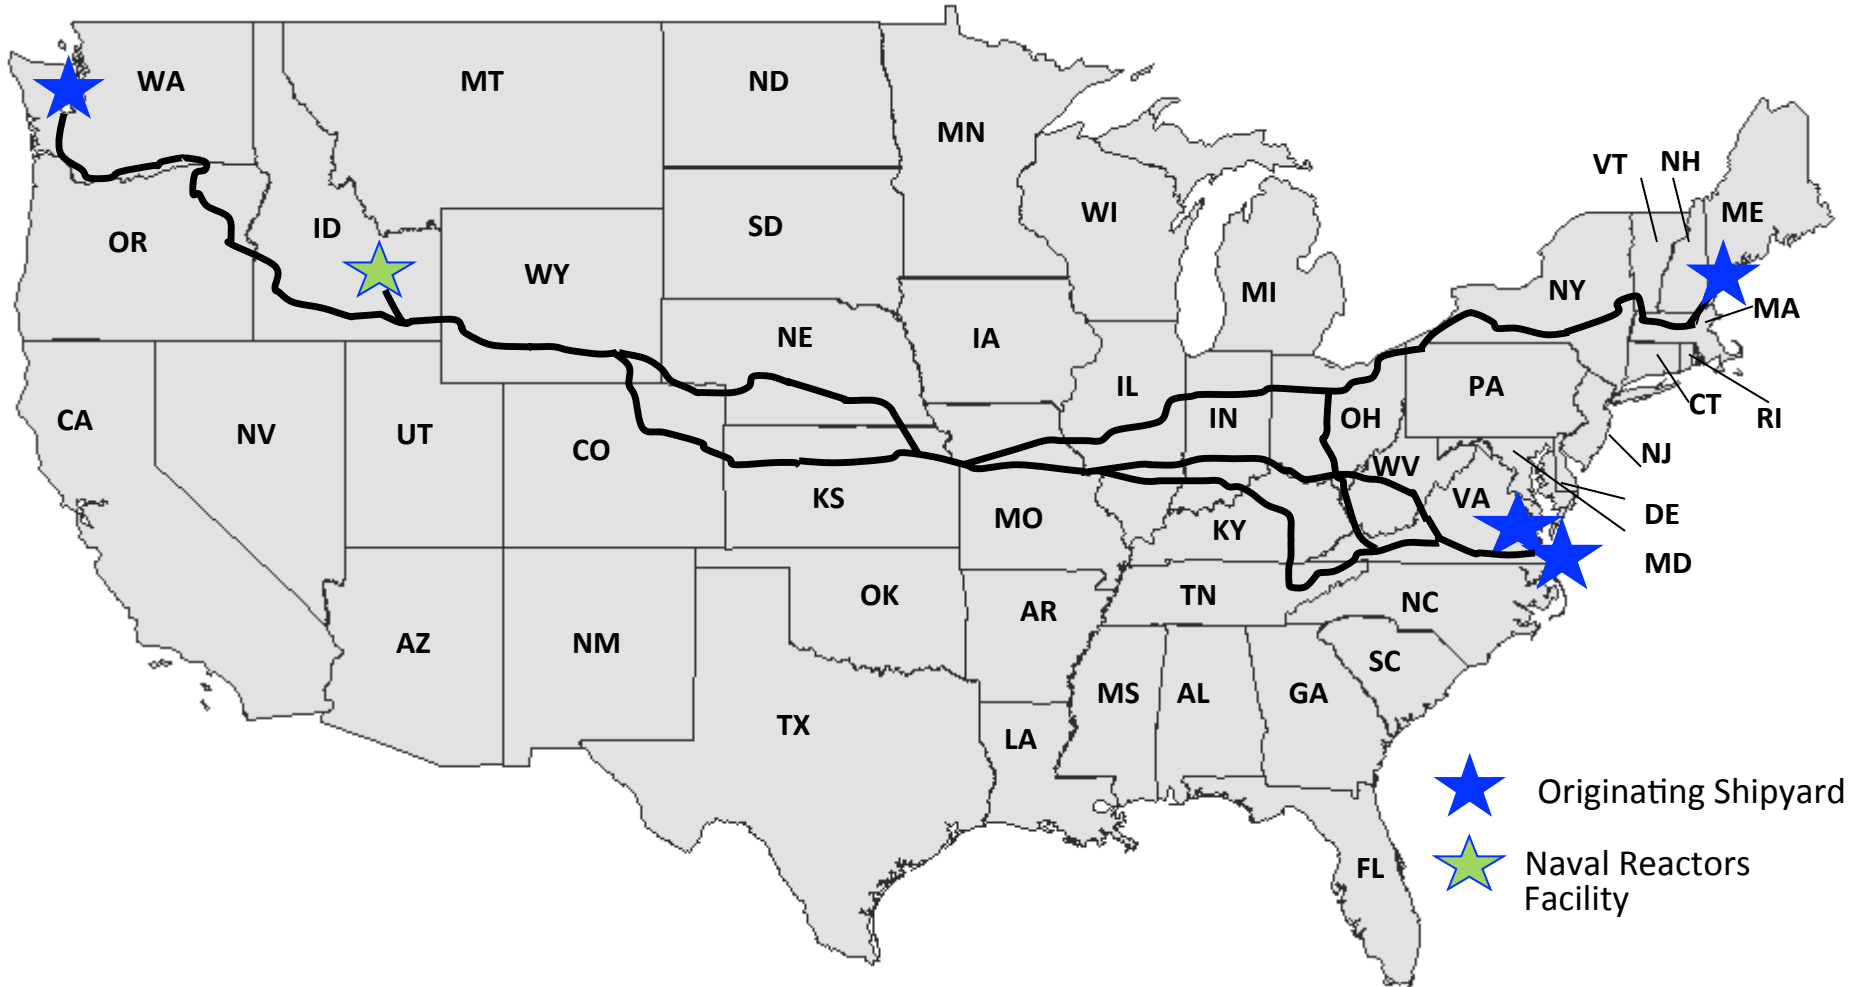 WA
MT
ND
MN
VT
NH
ME
OR
ID
WY
SD
WI
NY
MA
MI
NE
IA
IL
IN
OH
PA
CT
RI
CA
NV
UT
CO
KS
MO
KY
WV
VA
NJ
DE
MD
OK
AR
TN
NC
AZ
NM
TX
LA
MS
AL
GA
SC
FL
Originating Shipyard
Naval Reactors
Facility